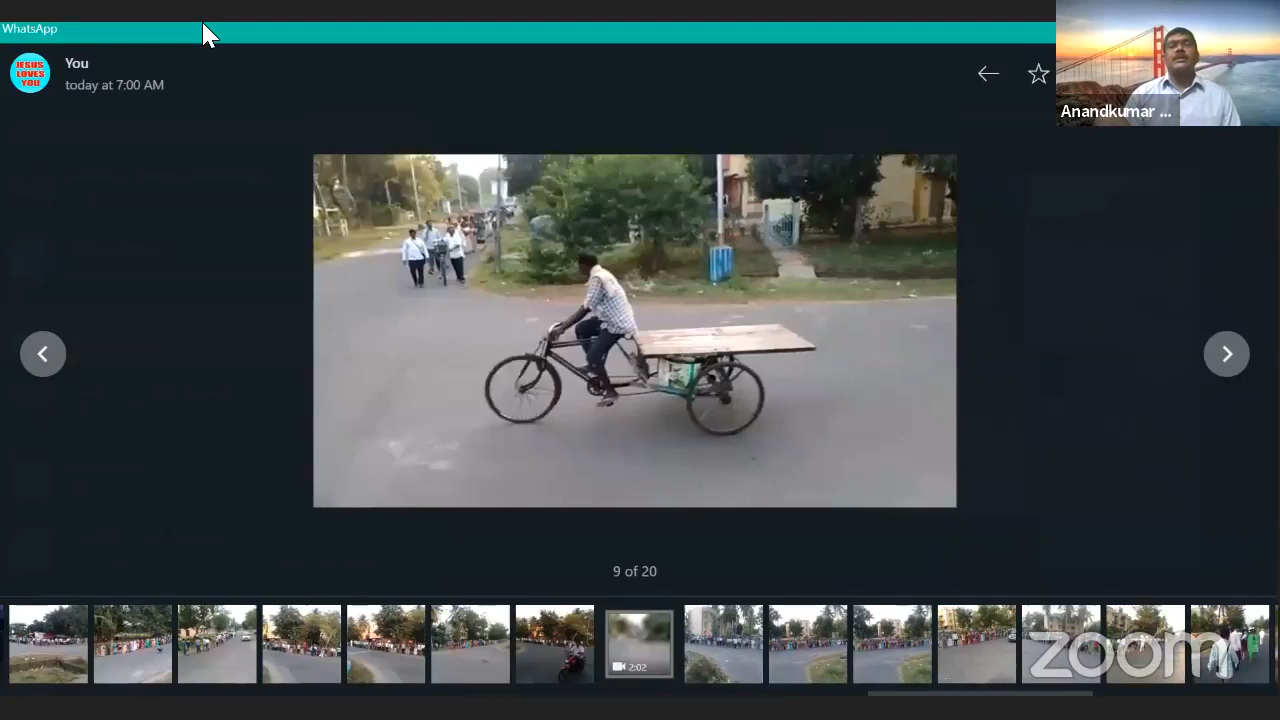 WhatsApp
JESUS
LOVES
YOU
You
today at 7:00 AM
Anandkumar ...
9 of 20
2:02
zoom